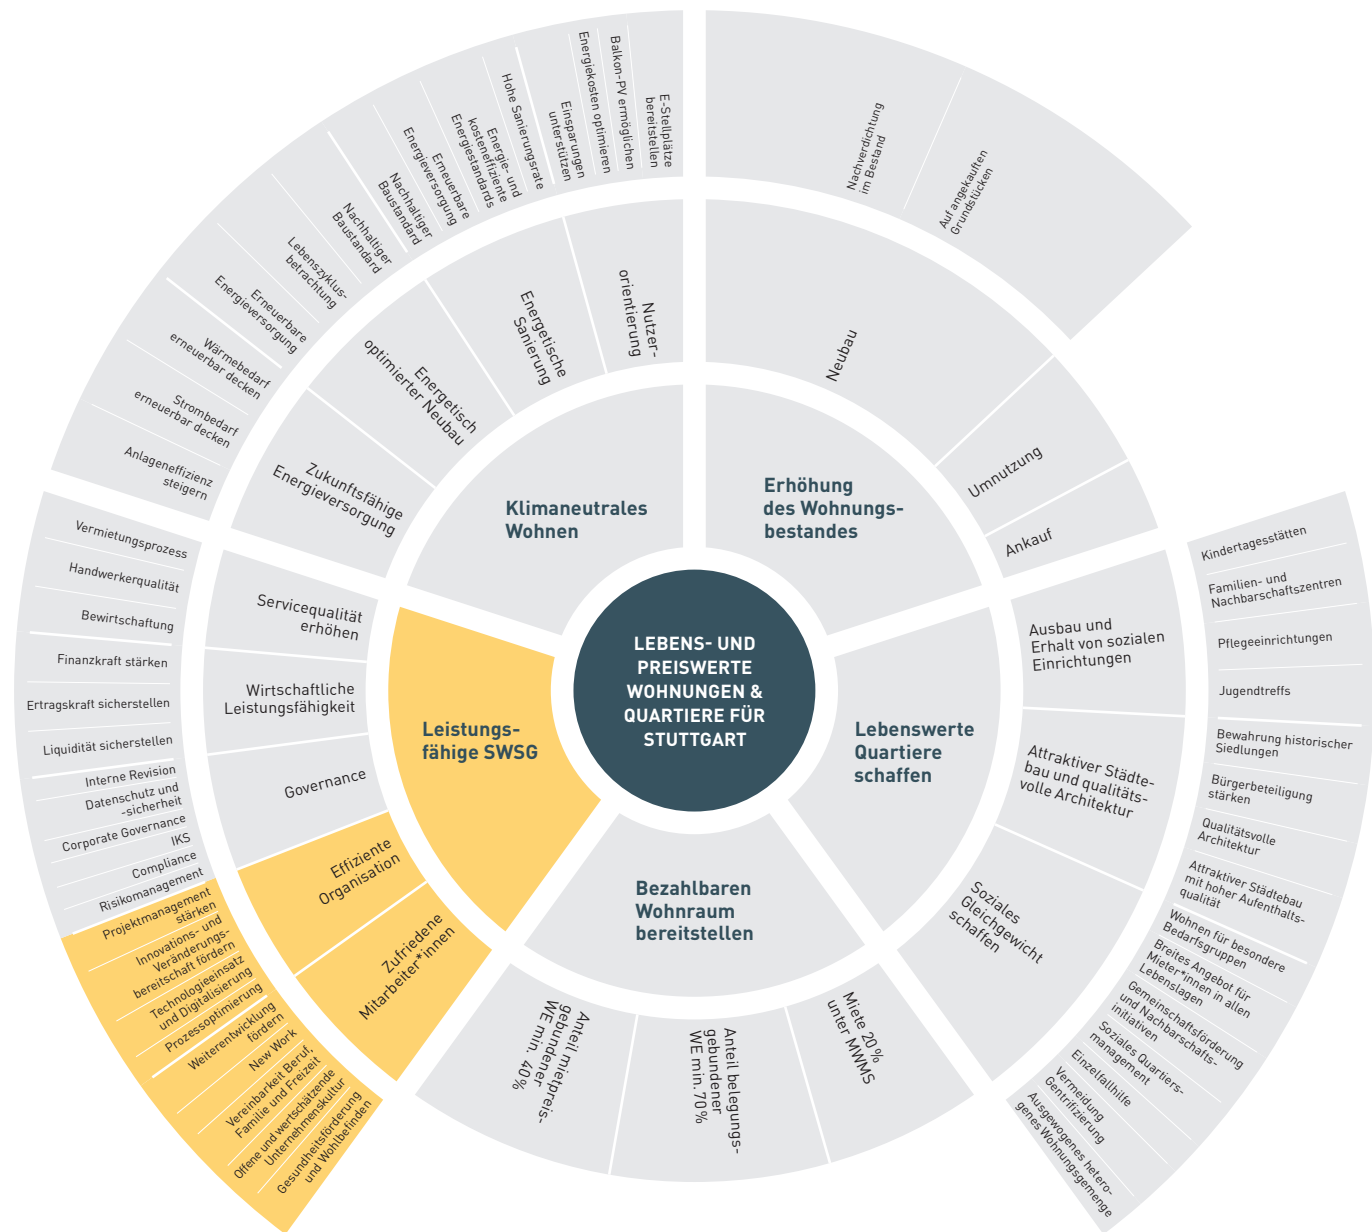 LEBENS- UND
PREISWERTE
WOHNUNGEN &
QUARTIERE FÜR
STUTTGART
Klimaneutrales
Wohnen
Zukunftsfähige
Energieversorgung
Anlageneffizienz
steigern
Strombedarf
erneuerbar decken
Wärmebedarf
erneuerbar decken
Energetisch
optimierter Neubau
Erneuerbare
Energieversorgung
Lebenszyklus-
betrachtung
Nachhaltiger
Baustandard
Energetische
Sanierung
Nachhaltiger
Baustandard
Erneuerbare
Energieversorgung
Energie- und
kosteneffiziente
Energiestandards
Hohe Sanierungsrate
Nutzer-
orientierung
Einsparungen
unterstützen
Energiekosten optimieren
Balkon-PV ermöglichen
E-Stellplätze
bereitstellen
Erhöhung
des Wohnungs-
bestandes
Neubau
Nachverdichtung
im Bestand
Auf angekauften
Grundstücken
Umnutzung
Ankauf
Lebenswerte
Quartiere
schaffen
Ausbau und
Erhalt von sozialen
Einrichtungen
Kindertagesstätten
Familien- und
Nachbarschaftszentren
Pflegeeinrichtungen
Jugendtreffs
Attraktiver Städte-
bau und qualitäts-
volle Architektur
Bewahrung historischer
Siedlungen
Bürgerbeteiligung
stärken
Qualitätsvolle
Architektur
Attraktiver Städtebau
mit hoher Aufenthalts-
qualität
Soziales
Gleichgewicht
schaffen
Wohnen für besondere
Bedarfsgruppen
Breites Angebot für
Mieter*innen in allen
Lebenslagen
Gemeinschaftsförderung
und Nachbarschafts-
initiativen
Soziales Quartiers-
management
Einzelfallhilfe
Vermeidung
Gentrifizierung
Ausgewogenes hetero-
genes Wohnungsgemenge
Bezahlbaren
Wohnraum
bereitstellen
Miete 20 %
unter MWMS
Anteil belegungs-
gebundener
WE min. 70 %
Anteil mietpreis-
gebundener
WE min. 40 %
Leistungs-
fähige SWSG
Servicequalität
erhöhen
Vermietungsprozess
Handwerkerqualität
Bewirtschaftung
Wirtschaftliche
Leistungsfähigkeit
Finanzkraft stärken
Ertragskraft sicherstellen
Liquidität sicherstellen
Governance
Interne Revision
Datenschutz und
-sicherheit
Corporate Governance
IKS
Compliance
Risikomanagement
Effiziente
Organisation
Projektmanagement
stärken
Innovations- und
Veränderungs-
bereitschaft fördern
Technologieeinsatz
und Digitalisierung
Prozessoptimierung
Zufriedene
Mitarbeiter*innen
Weiterentwicklung
fördern
New Work
Vereinbarkeit Beruf,
Familie und Freizeit
Offene und wertschätzende
Unternehmenskultur
Gesundheitsförderung
und Wohlbefinden